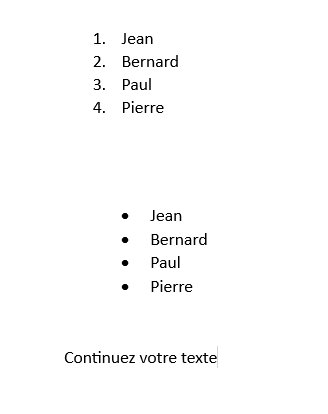 1. Jean
2. Bernard
3. Paul
4. Pierre
• Jean
• Bernard
• Paul
• Pierre
Continuez votre texte